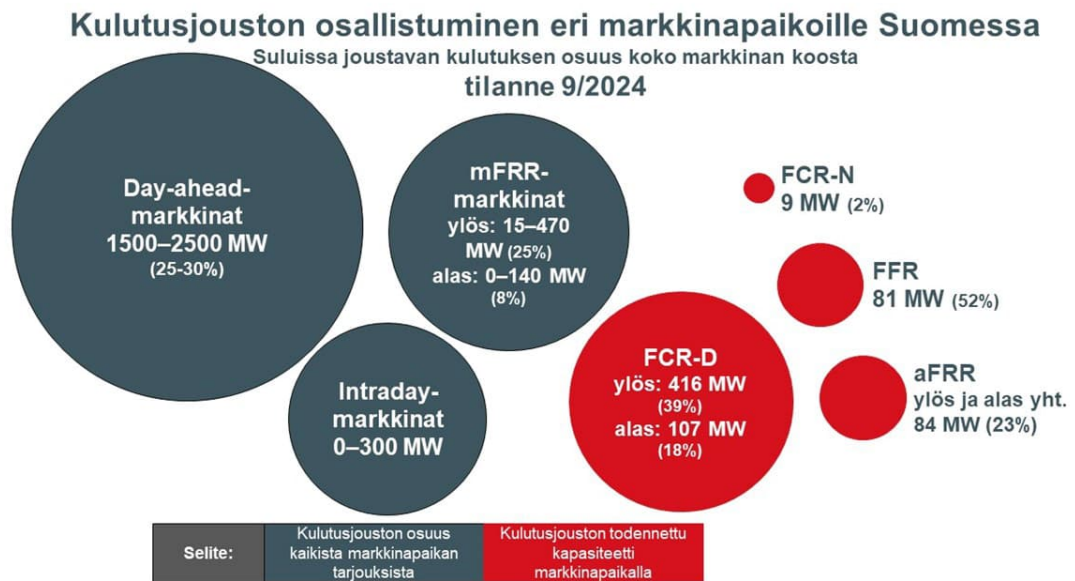 Kulutusjouston osallistuminen eri markkinapaikoille Suomessa
Suluissa joustavan kulutuksen osuus koko markkinan koosta
tilanne 9/2024
Day-ahead-
markkinat
1500–2500 MW
(25-30%)
mFRR-
markkinat
ylös: 15–470
MW (25%)
alas: 0–140 MW
(8%)
Intraday-
markkinat
0–300 MW
FCR-D
ylös: 416 MW
(39%)
alas: 107 MW
(18%)
FCR-N
9 MW (2%)
FFR
81 MW (52%)
aFRR
ylös ja alas yht.
84 MW (23%)
Selite:
Kulutusjouston osuus
kaikista markkinapaikan
tarjouksista
Kulutusjouston todennettu
kapasiteetti
markkinapaikalla